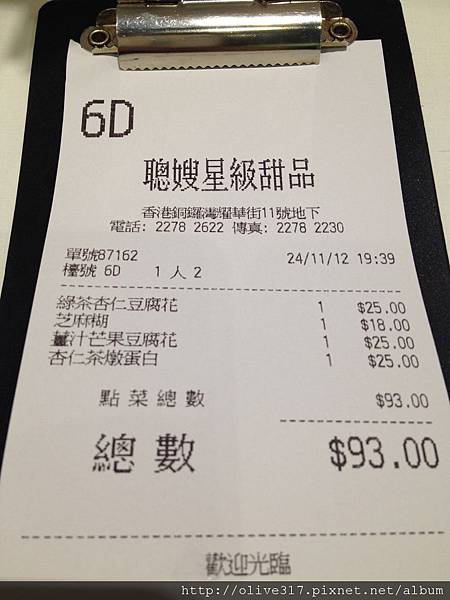 6D
聰嫂星級甜品
香港銅鑼灣耀華街11號地下
電話: 2278 2622 傳真: 2278 2230
單號87162 24/11/12 19:39
檯號 6D 1 人 2
綠茶杏仁豆腐花 1 $25.00
芝麻糊 1 $18.00
薑汁芒果豆腐花 1 $25.00
杏仁茶燉蛋白 1 $25.00
點菜總數 $93.00
總數 $93.00
歡迎光臨
http://olive317.pixnet.net/album